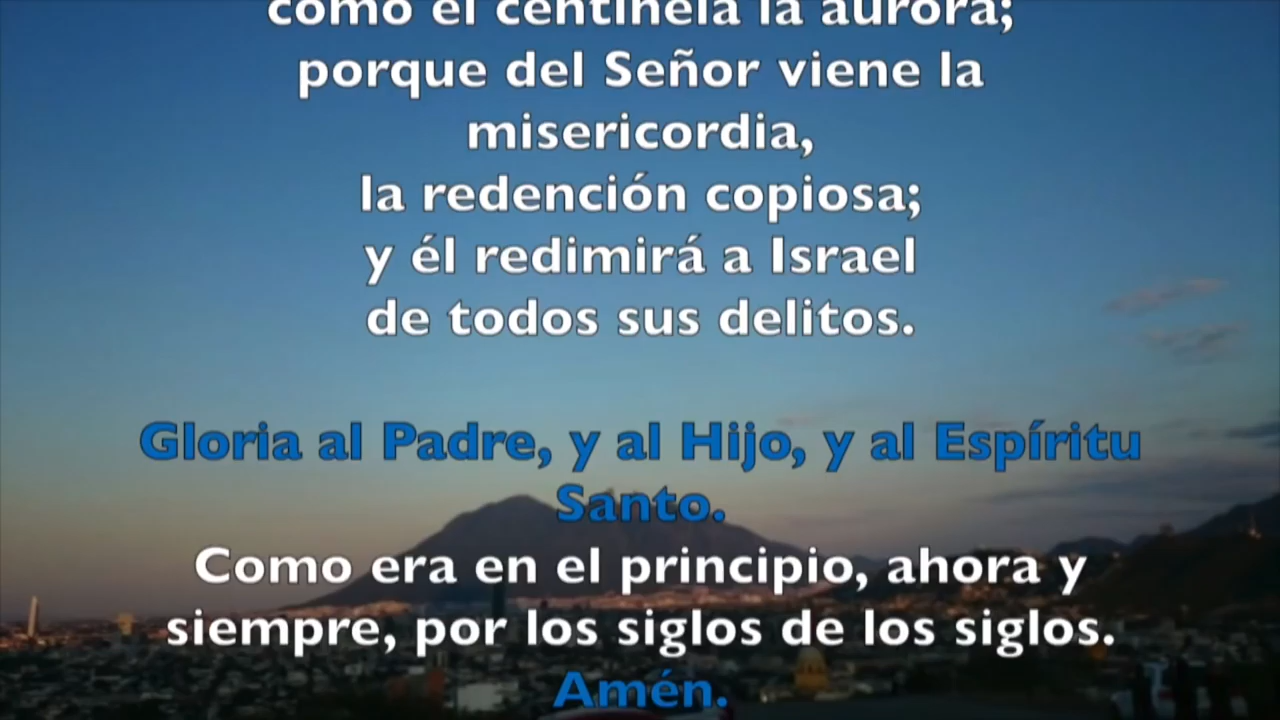 como el centinela la aurora;
porque del Señor viene la
misericordia,
la redención copiosa;
y él redimirá a Israel
de todos sus delitos.
Gloria al Padre, y al Hijo, y al Espíritu
Santo.
Como era en el principio, ahora y
siempre, por los siglos de los siglos.
Amén.